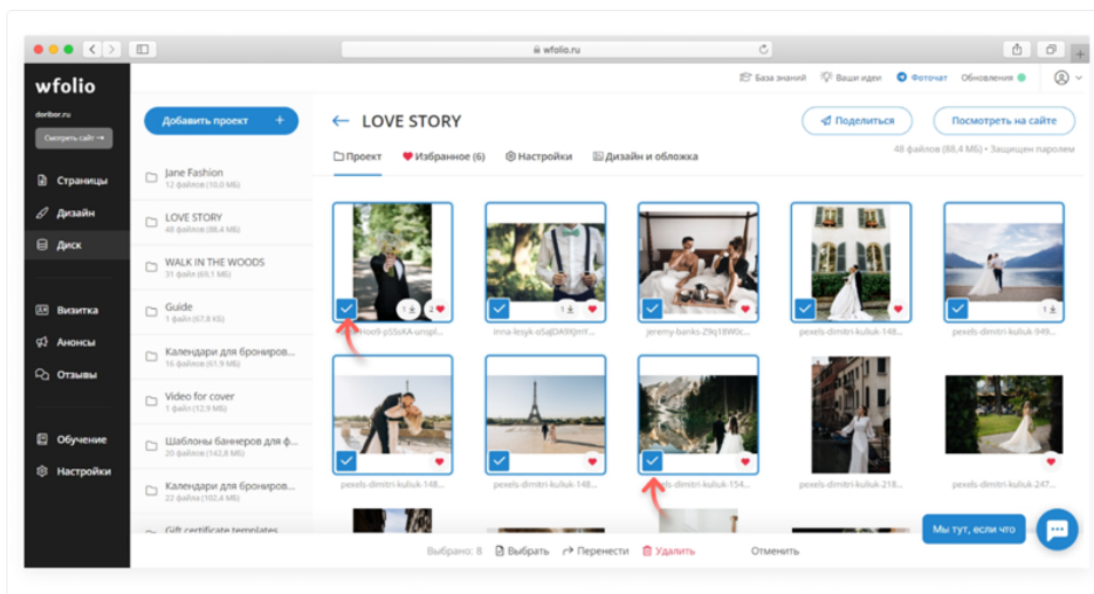 wfolio.ru
wfolio
База знаний
Ваши идеи
Фоточат
Обновления
doribor.ru
Смотреть сайт →
Добавить проект +
← LOVE STORY
Поделиться
Посмотреть на сайте
48 файлов (88,4 МБ) • Защищен паролем
Проект
Избранное (6)
Настройки
Дизайн и обложка
Страницы
Дизайн
Диск
Визитка
Анонсы
Отзывы
Обучение
Настройки
Jane Fashion
12 файлов (10,0 МБ)
LOVE STORY
48 файлов (88,4 МБ)
WALK IN THE WOODS
31 файл (69,1 МБ)
Guide
1 файл (67,8 КБ)
Календари для брониров...
16 файлов (61,9 МБ)
Video for cover
1 файл (12,9 МБ)
Шаблоны баннеров для ф...
20 файлов (142,8 МБ)
Календари для брониров...
22 файла (102,4 МБ)
Gift certificate templates
1
2
1
1
inna-lesyk-
jeremy-banks-Z9q18W0c...
pexels-dimitri-kuliuk-148...
pexels-dimitri-kuliuk-949...
pexels-dimitri-kuliuk-148...
pexels-dimitri-kuliuk-148...
pexels-dimitri-kuliuk-154...
pexels-dimitri-kuliuk-218...
pexels-dimitri-kuliuk-247...
Мы тут, если что
Выбрано: 8
Выбрать
Перенести
Удалить
Отменить